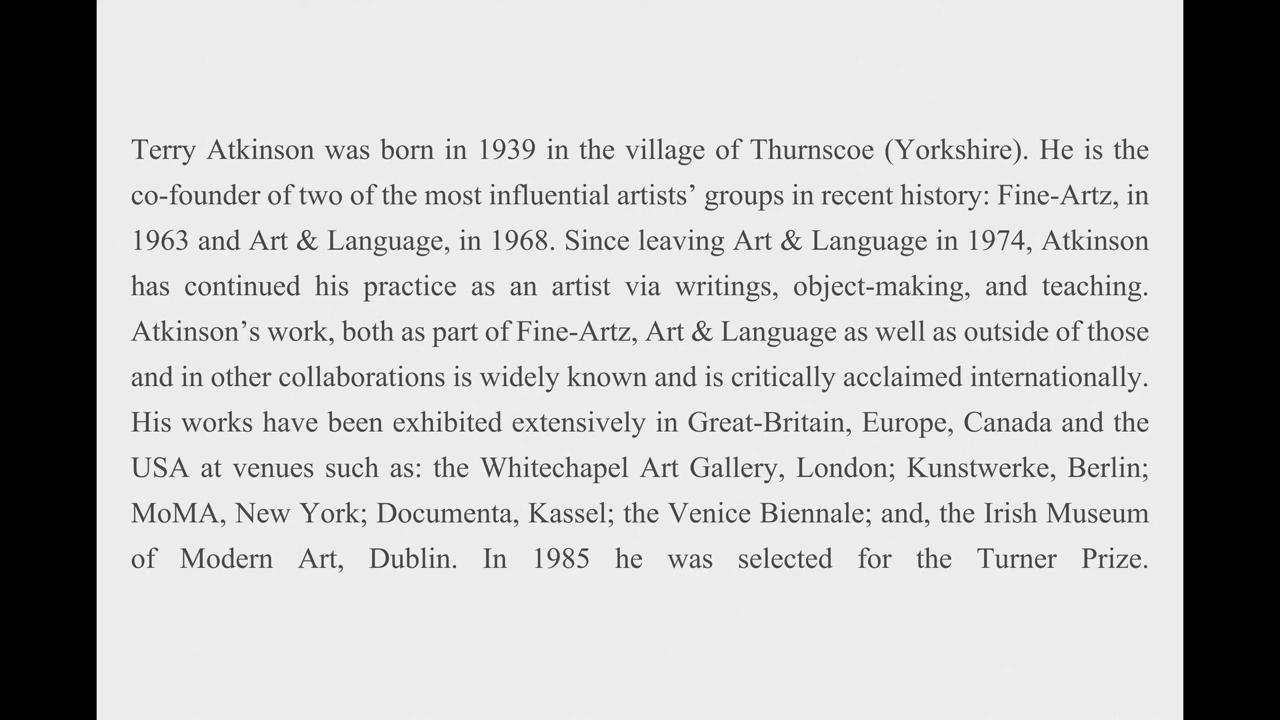 Terry Atkinson was born in 1939 in the village of Thurnscoe (Yorkshire). He is the
co-founder of two of the most influential artists’ groups in recent history: Fine-Artz, in
1963 and Art & Language, in 1968. Since leaving Art & Language in 1974, Atkinson
has continued his practice as an artist via writings, object-making, and teaching.
Atkinson’s work, both as part of Fine-Artz, Art & Language as well as outside of those
and in other collaborations is widely known and is critically acclaimed internationally.
His works have been exhibited extensively in Great-Britain, Europe, Canada and the
USA at venues such as: the Whitechapel Art Gallery, London; Kunstwerke, Berlin;
MoMA, New York; Documenta, Kassel; the Venice Biennale; and, the Irish Museum
of Modern Art, Dublin. In 1985 he was selected for the Turner Prize.